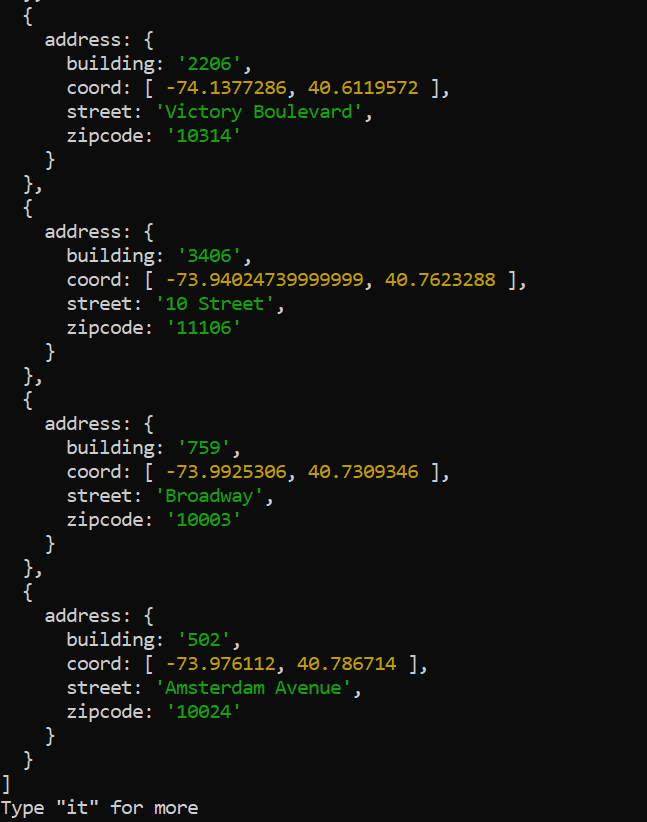 {
address: {
building: '2206',
coord: [ -74.1377286, 40.6119572 ],
street: 'Victory Boulevard',
zipcode: '10314'
}
},
{
address: {
building: '3406',
coord: [ -73.94024739999999, 40.7623288 ],
street: '10 Street',
zipcode: '11106'
}
},
{
address: {
building: '759',
coord: [ -73.9925306, 40.7309346 ],
street: 'Broadway',
zipcode: '10003'
}
},
{
address: {
building: '502',
coord: [ -73.976112, 40.786714 ],
street: 'Amsterdam Avenue',
zipcode: '10024'
}
}
]
Type "it" for more